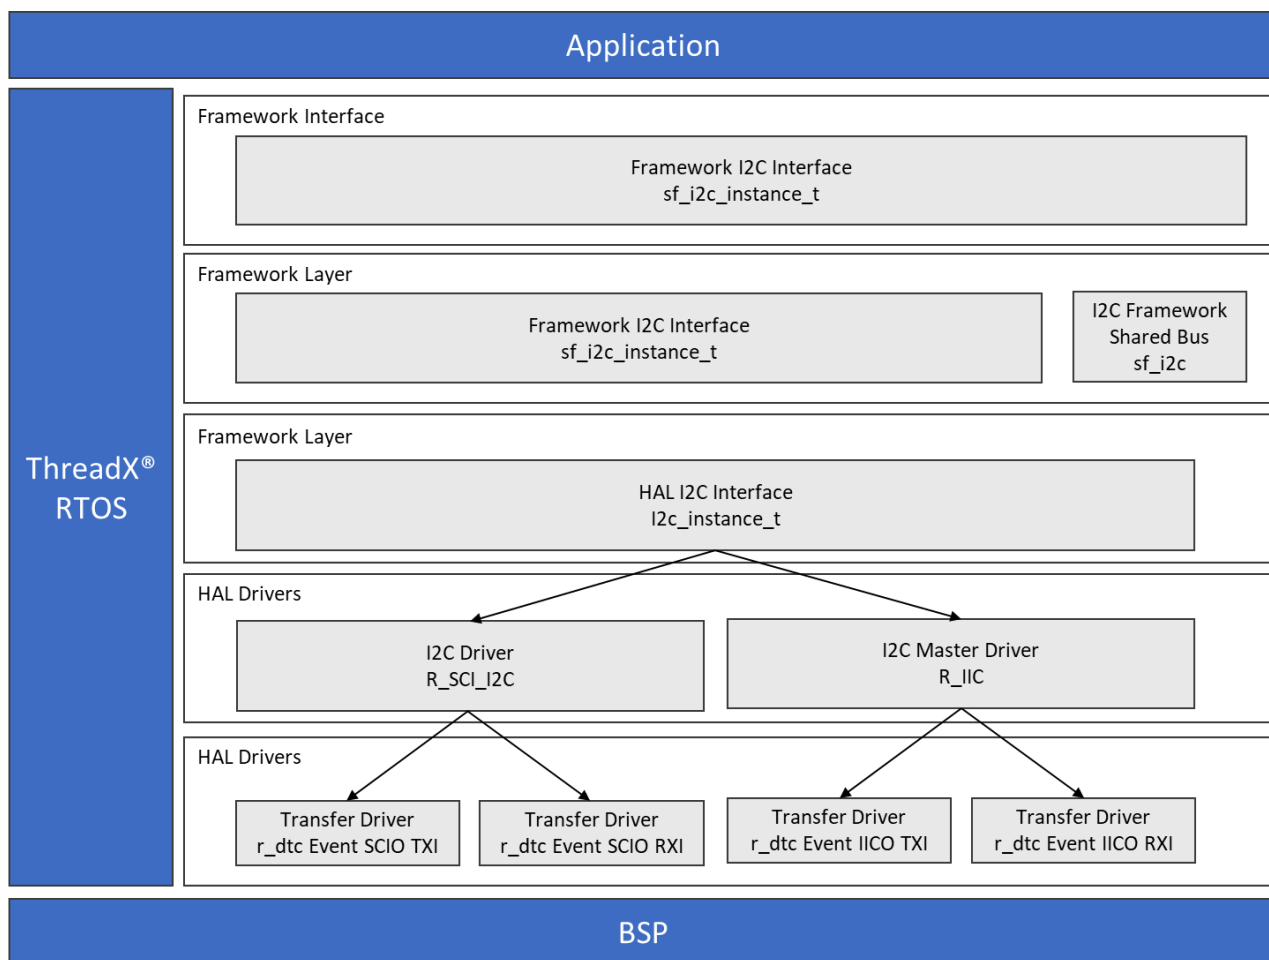 Application
ThreadX®
RTOS
Framework Interface
Framework I2C Interface
sf_i2c_instance_t
Framework Layer
Framework I2C Interface
sf_i2c_instance_t
I2C Framework
Shared Bus
sf_i2c
Framework Layer
HAL I2C Interface
I2c_instance_t
HAL Drivers
I2C Driver
R_SCI_I2C
I2C Master Driver
R_IIC
HAL Drivers
Transfer Driver
r_dtc Event SCIO TXI
Transfer Driver
r_dtc Event SCIO RXI
Transfer Driver
r_dtc Event IICO TXI
Transfer Driver
r_dtc Event IICO RXI
BSP